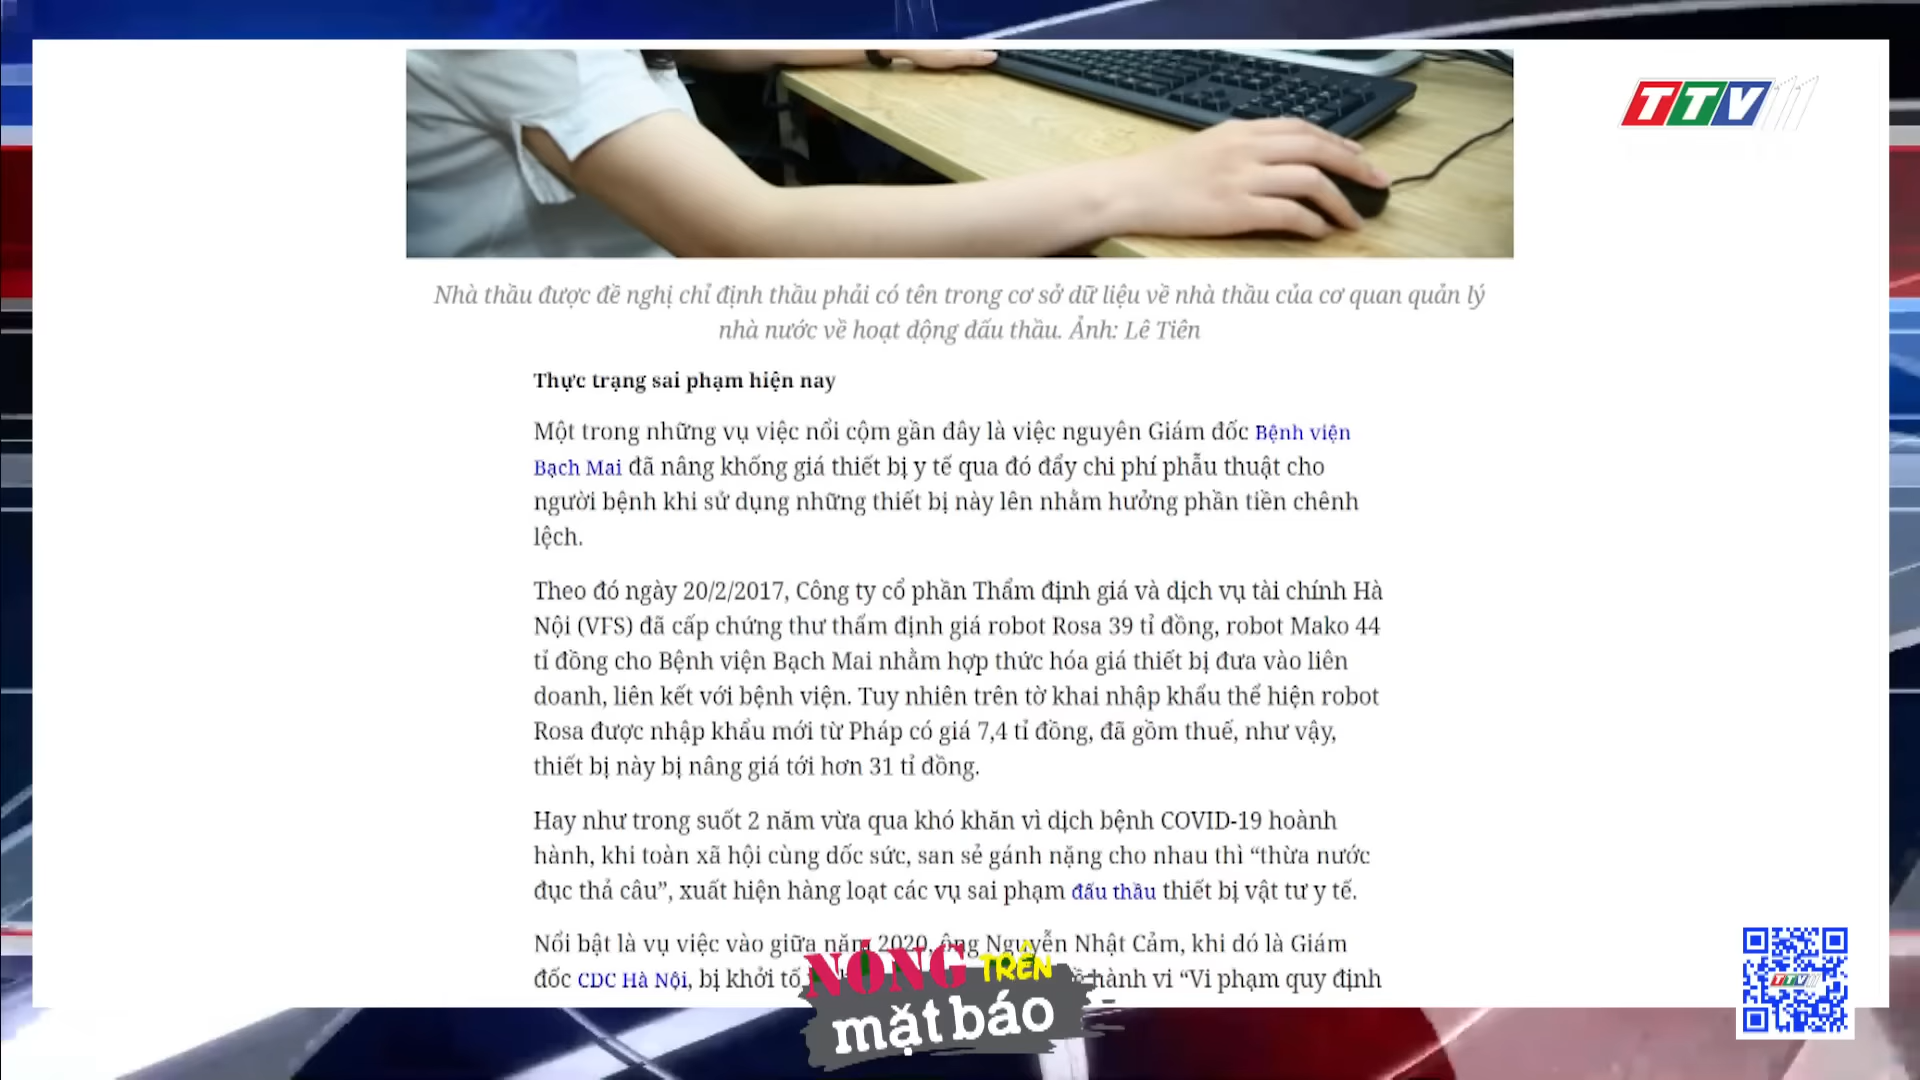 TTV11
Nhà thầu được đề nghị chỉ định thầu phải có tên trong cơ sở dữ liệu về nhà thầu của cơ quan quản lý
nhà nước về hoạt động đấu thầu. Ảnh: Lê Tiên
Thực trạng sai phạm hiện nay
Một trong những vụ việc nổi cộm gần đây là việc nguyên Giám đốc Bệnh viện
Bạch Mai đã nâng khống giá thiết bị y tế qua đó đẩy chi phí phẫu thuật cho
người bệnh khi sử dụng những thiết bị này lên nhằm hưởng phần tiền chênh
lệch.
Theo đó ngày 20/2/2017, Công ty cổ phần Thẩm định giá và dịch vụ tài chính Hà
Nội (VFS) đã cấp chứng thư thẩm định giá robot Rosa 39 tỉ đồng, robot Mako 44
tỉ đồng cho Bệnh viện Bạch Mai nhằm hợp thức hóa giá thiết bị đưa vào liên
doanh, liên kết với bệnh viện. Tuy nhiên trên tờ khai nhập khẩu thể hiện robot
Rosa được nhập khẩu mới từ Pháp có giá 7,4 tỉ đồng, đã gồm thuế, như vậy,
thiết bị này bị nâng giá tới hơn 31 tỉ đồng.
Hay như trong suốt 2 năm vừa qua khó khăn vì dịch bệnh COVID-19 hoành
hành, khi toàn xã hội cùng dốc sức, san sẻ gánh nặng cho nhau thì “thừa nước
đục thả câu”, xuất hiện hàng loạt các vụ sai phạm đấu thầu thiết bị vật tư y tế.
Nổi bật là vụ việc vào giữa năm 2020, ông Nguyễn Nhật Cảm, khi đó là Giám
đốc CDC Hà Nội, bị khởi tố hành vi “Vi phạm quy định
NÓNG TRÊN
mặt báo
TTV11